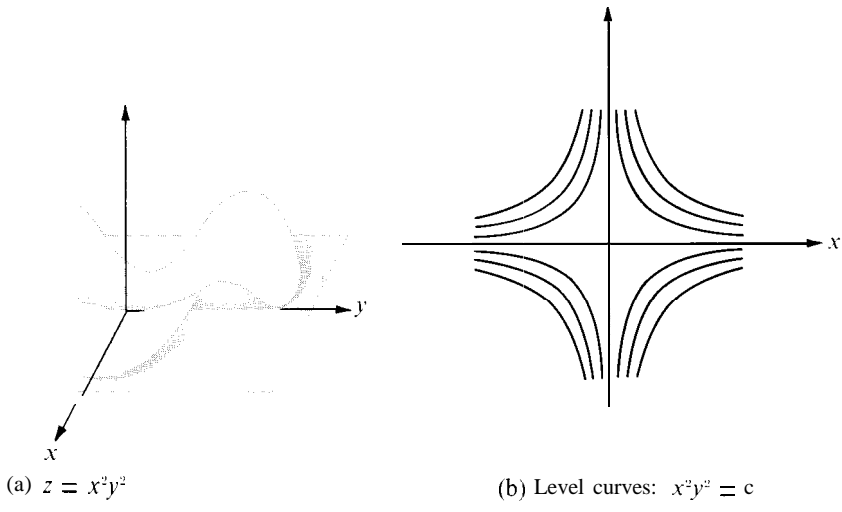 x
y
x
(a) z = x²y²
(b) Level curves: x²y² = c